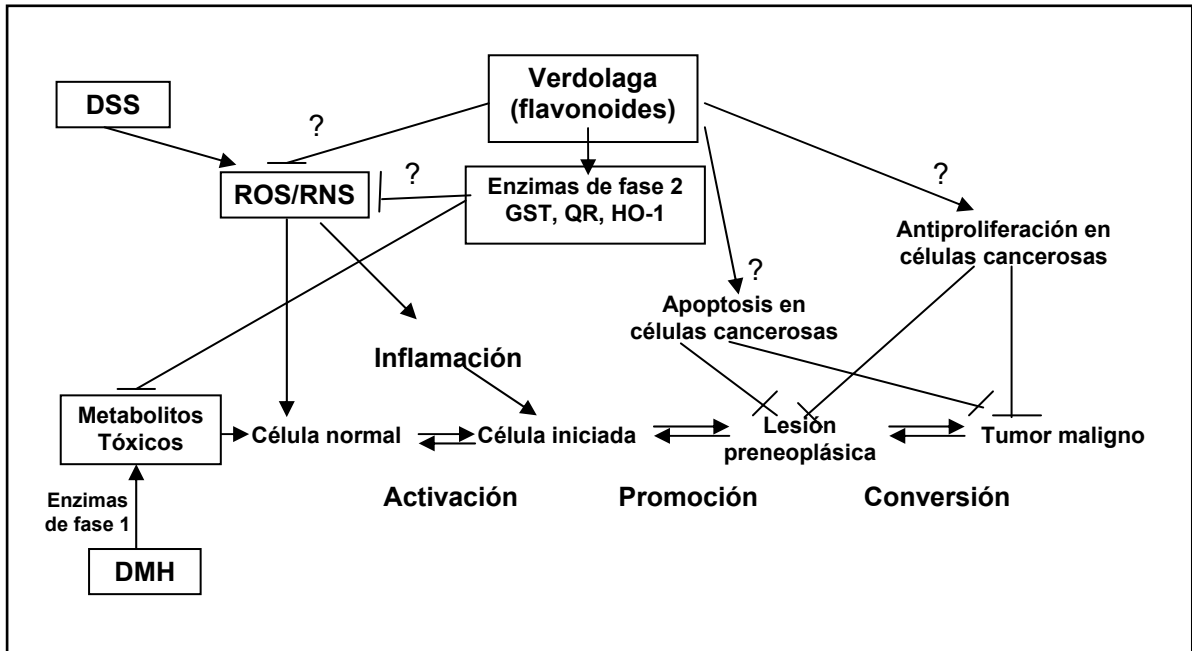 Verdolaga
(flavonoides)
DSS
?
?
ROS/RNS
?
Enzimas de fase 2
GST, QR, HO-1
Antiproliferación en
células cancerosas
?
Apoptosis en
células cancerosas
Inflamación
Metabolitos
Tóxicos
Célula normal
Célula iniciada
Lesión
preneoplásica
Tumor maligno
Enzimas
de fase 1
Activación
Promoción
Conversión
DMH